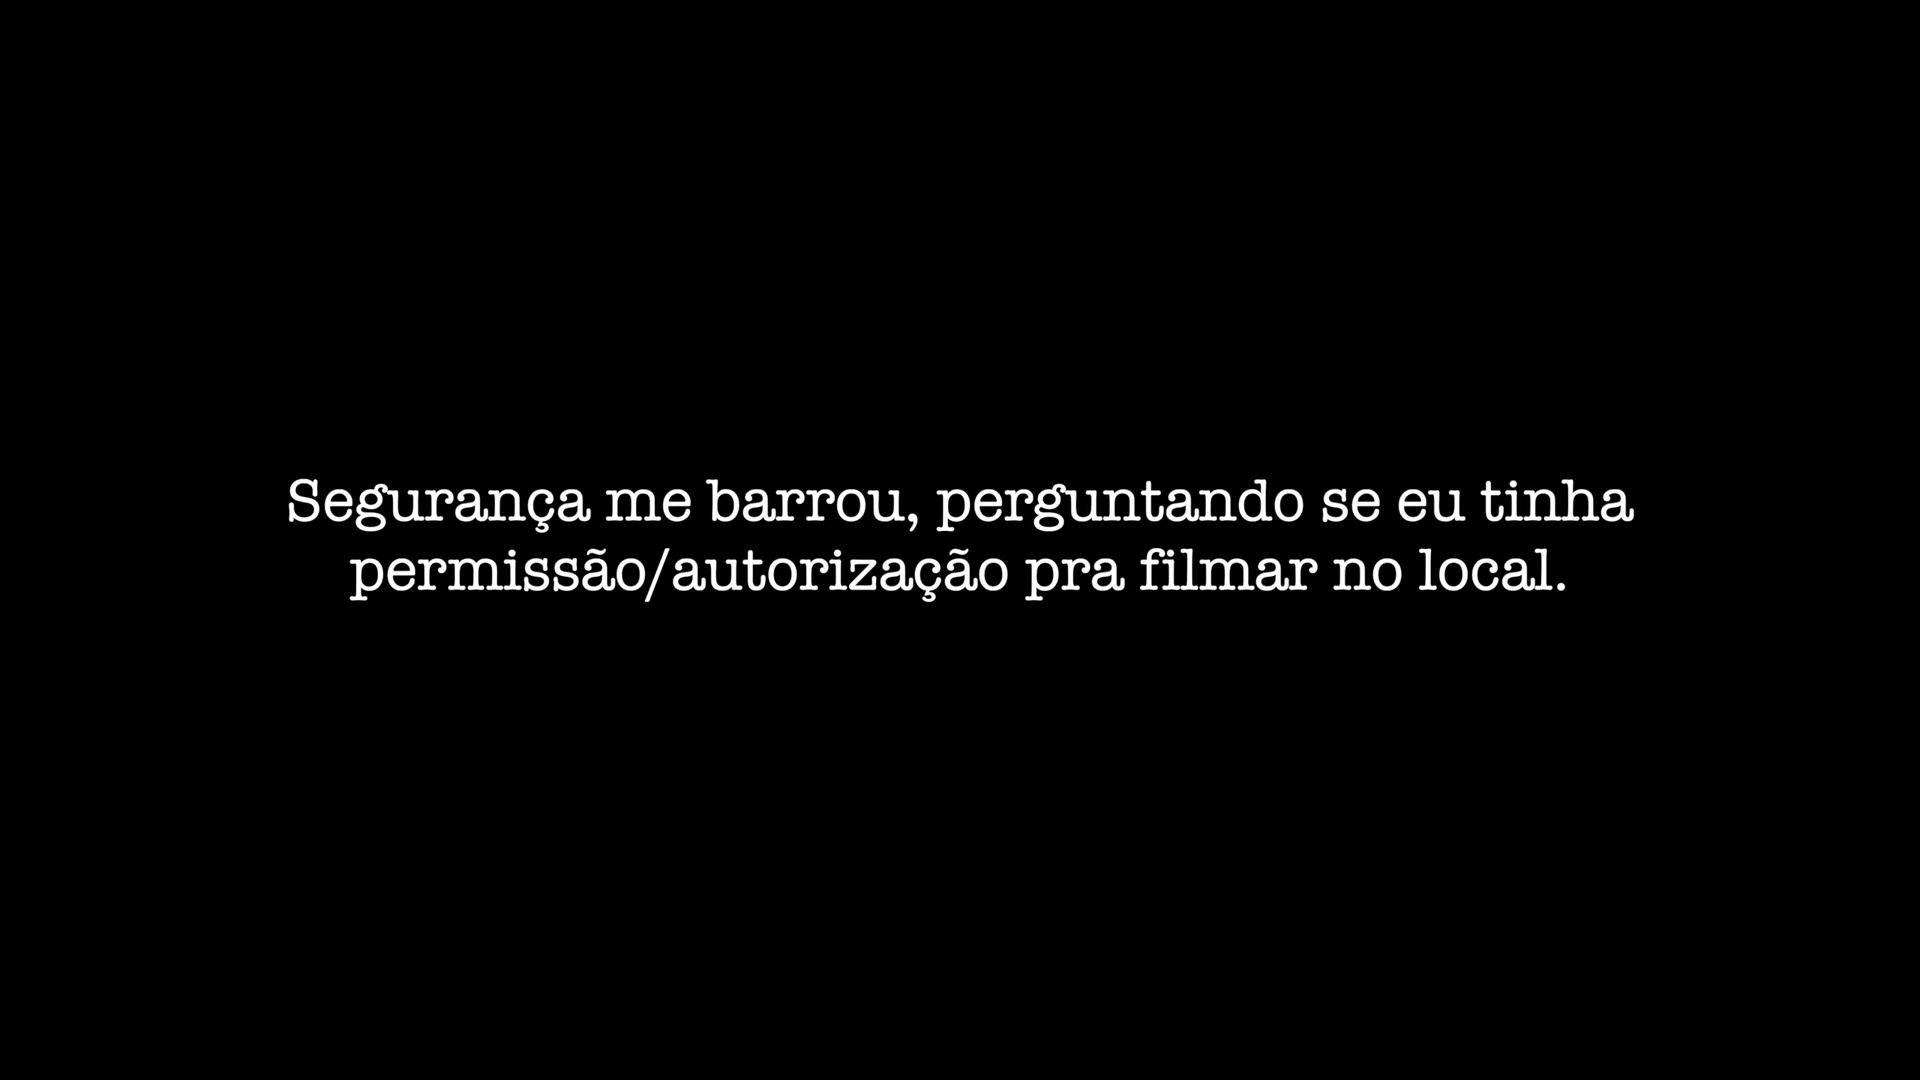 Segurança me barrou, perguntando se eu tinha
permissão/autorização pra filmar no local.